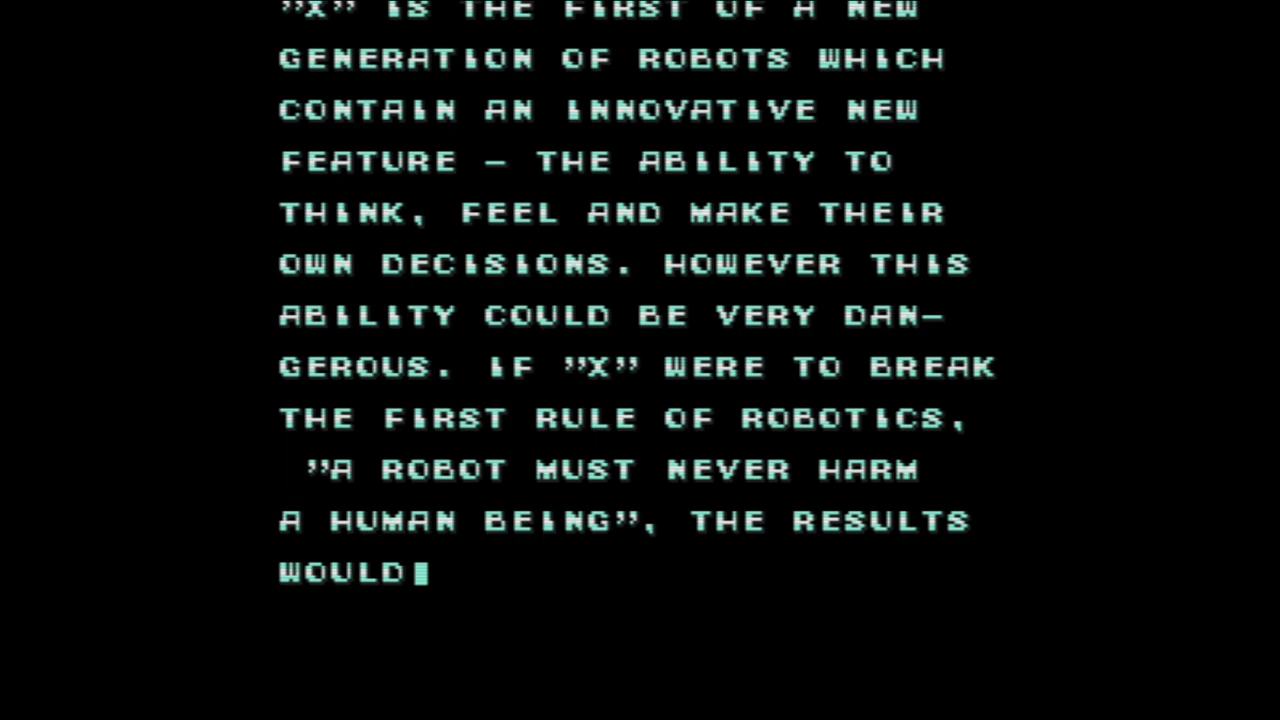 ”X” IS THE FIRST OF A NEW
GENERATION OF ROBOTS WHICH
CONTAIN AN INNOVATIVE NEW
FEATURE – THE ABILITY TO
THINK, FEEL AND MAKE THEIR
OWN DECISIONS. HOWEVER THIS
ABILITY COULD BE VERY DAN–
GEROUS. IF ”X” WERE TO BREAK
THE FIRST RULE OF ROBOTICS,
”A ROBOT MUST NEVER HARM
A HUMAN BEING”, THE RESULTS
WOULD